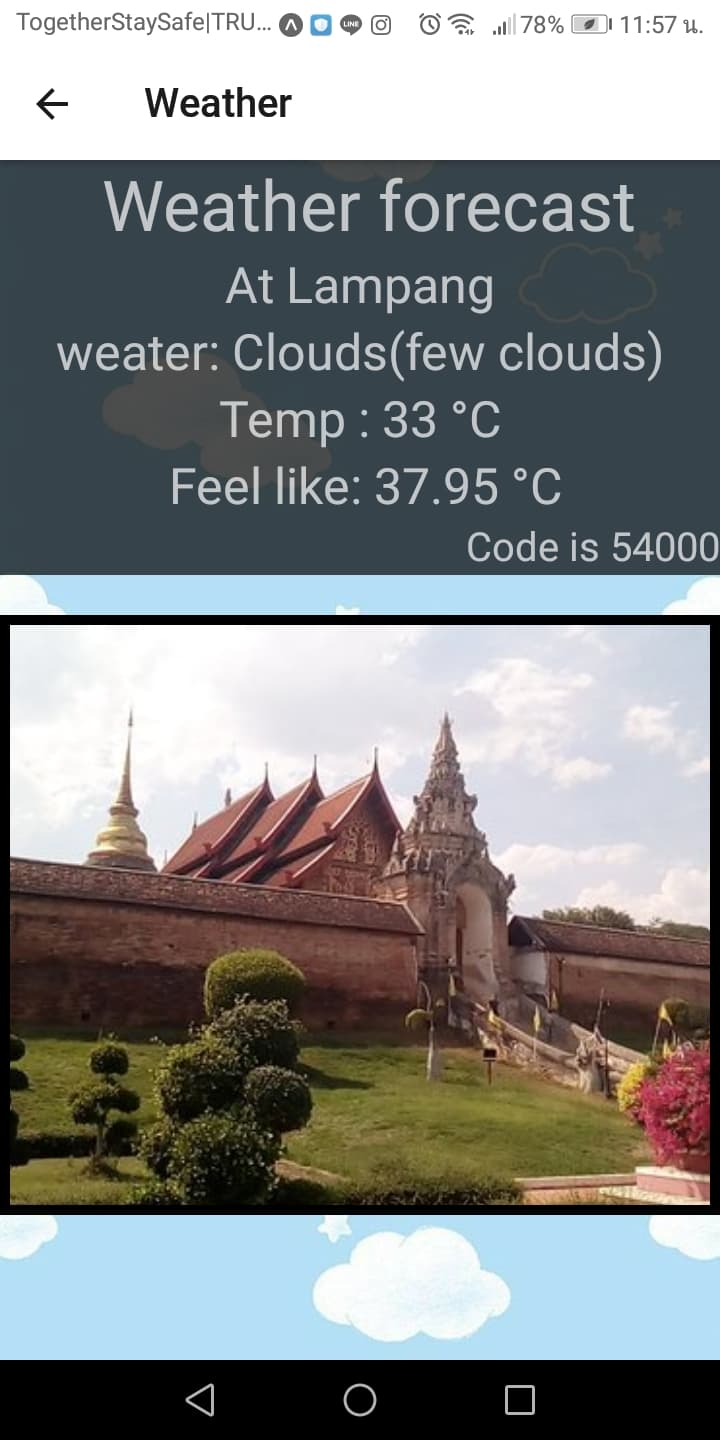 TogetherStaySafe|TRU... LINE 78% 11:57 น.
Weather
Weather forecast
At Lampang
weater: Clouds(few clouds)
Temp : 33 °C
Feel like: 37.95 °C
Code is 54000